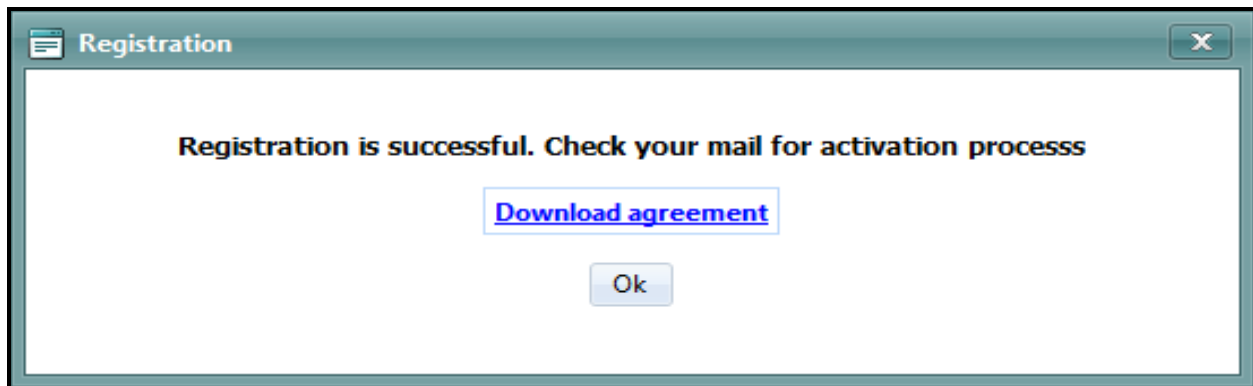 Registration
Registration is successful. Check your mail for activation processs
Download agreement
Ok